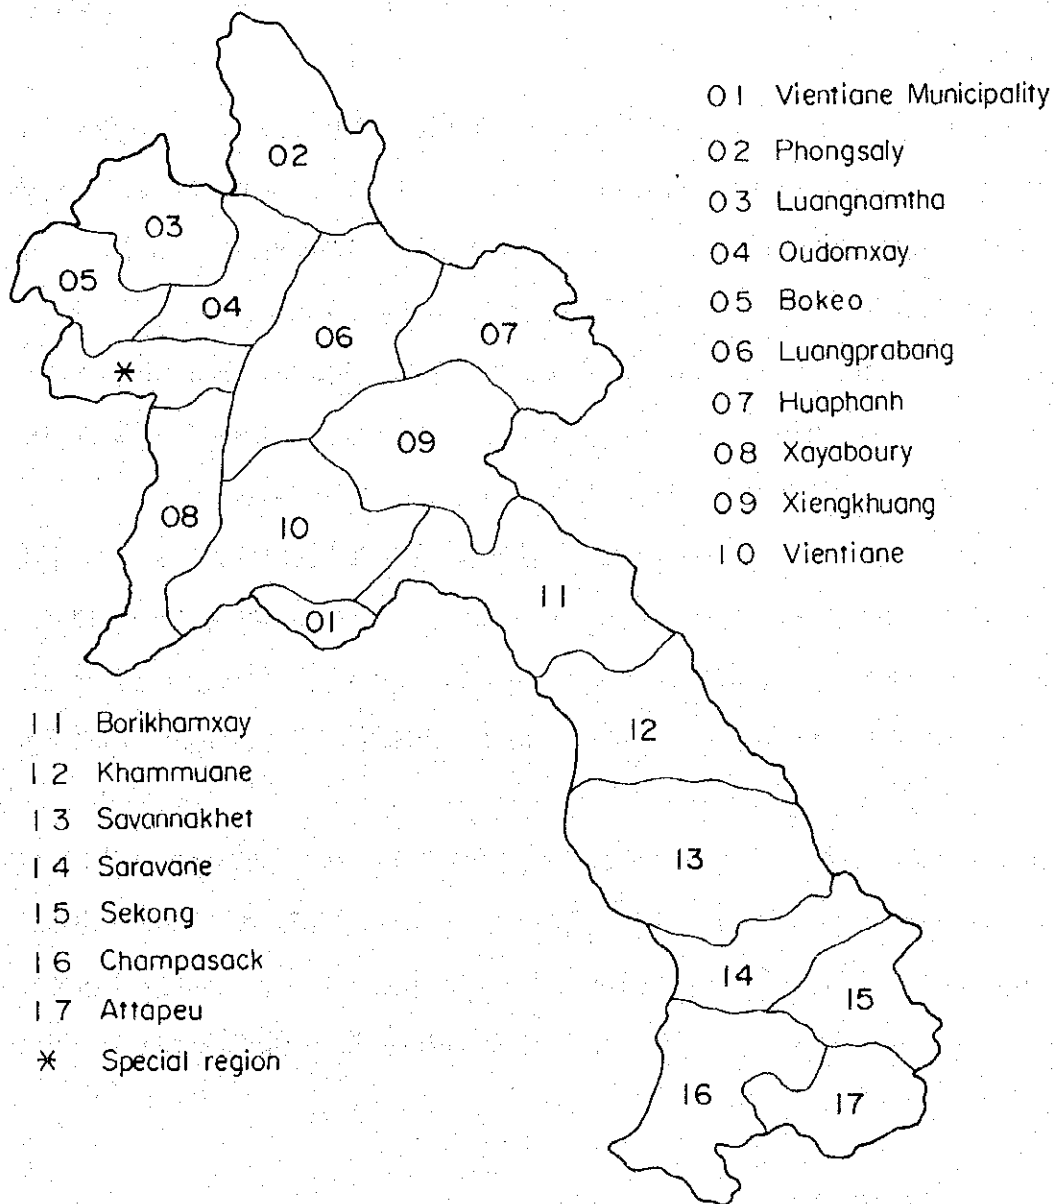 01 Vientiane Municipality
02 Phongsaly
03 Luangnamtha
04 Oudomxay
05 Bokeo
06 Luangprabang
07 Huaphanh
08 Xayaboury
09 Xiengkhuang
10 Vientiane
02
03
05
04
06
07
*
09
08
10
11
01
12
13
14
15
16
17
11 Borikhamxay
12 Khammuane
13 Savannakhet
14 Saravane
15 Sekong
16 Champasack
17 Attapeu
* Special region